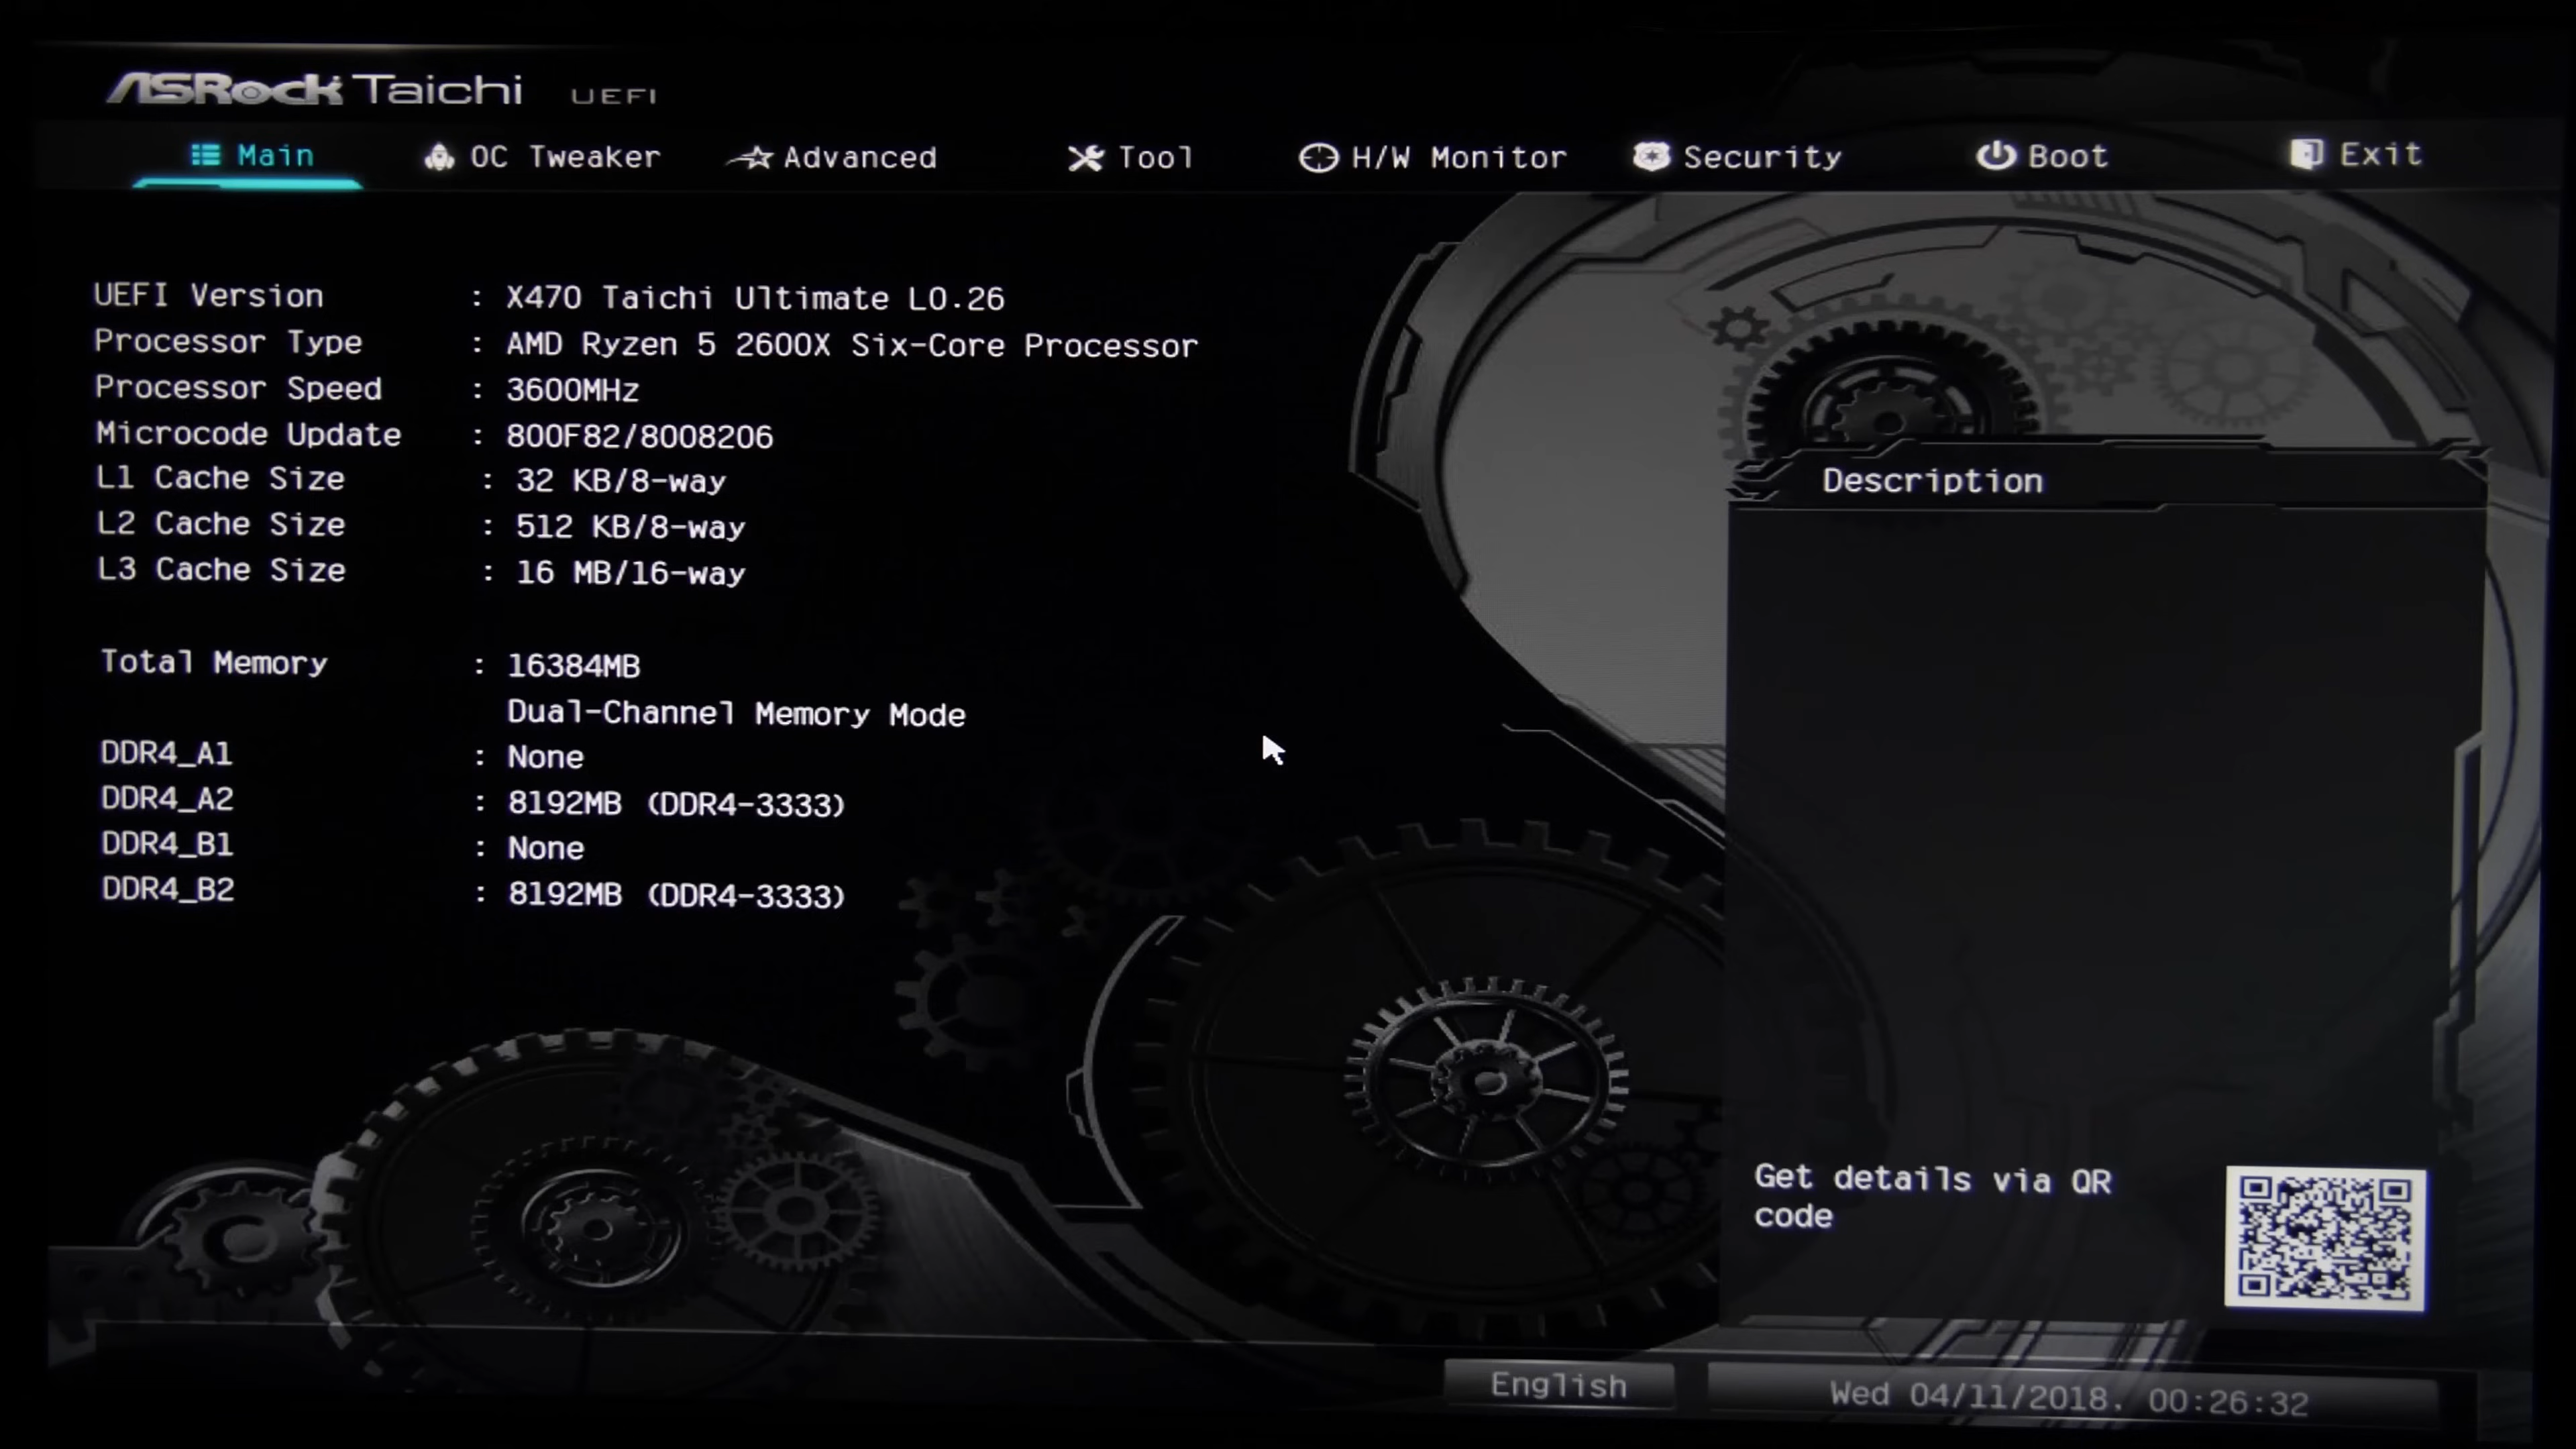 ASRock Taichi UEFI
Main OC Tweaker Advanced Tool H/W Monitor Security Boot Exit
UEFI Version : X470 Taichi Ultimate L0.26
Processor Type : AMD Ryzen 5 2600X Six-Core Processor
Processor Speed : 3600MHz
Microcode Update : 800F82/8008206
L1 Cache Size : 32 KB/8-way
L2 Cache Size : 512 KB/8-way
L3 Cache Size : 16 MB/16-way
Total Memory : 16384MB
Dual-Channel Memory Mode
DDR4_A1 : None
DDR4_A2 : 8192MB (DDR4-3333)
DDR4_B1 : None
DDR4_B2 : 8192MB (DDR4-3333)
Description
Get details via QR
code
English
Wed 04/11/2018. 00:26:32